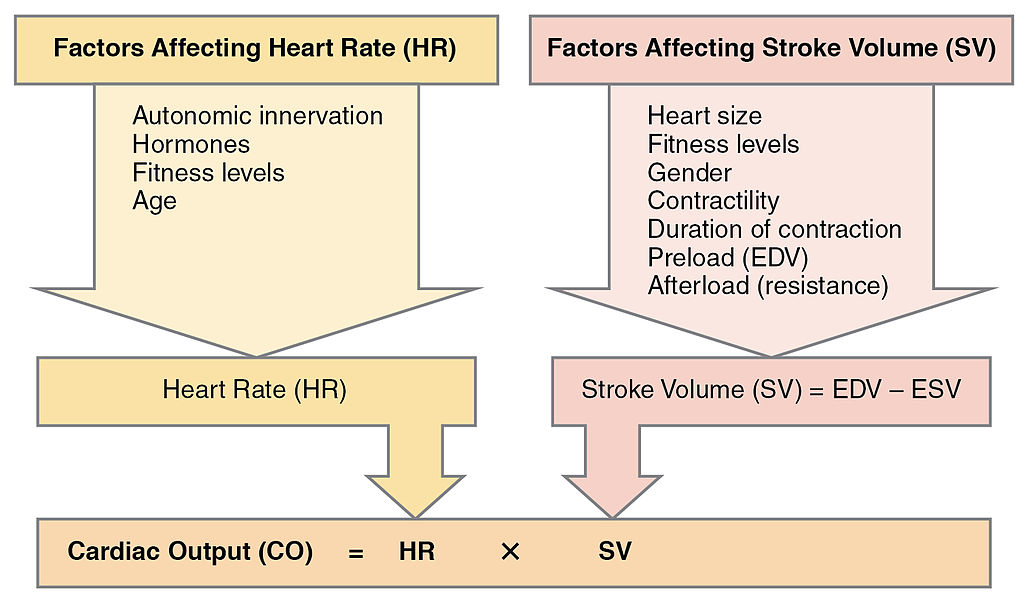 Factors Affecting Heart Rate (HR)
Autonomic innervation
Hormones
Fitness levels
Age
Heart Rate (HR)
Factors Affecting Stroke Volume (SV)
Heart size
Fitness levels
Gender
Contractility
Duration of contraction
Preload (EDV)
Afterload (resistance)
Stroke Volume (SV) = EDV – ESV
Cardiac Output (CO) = HR × SV